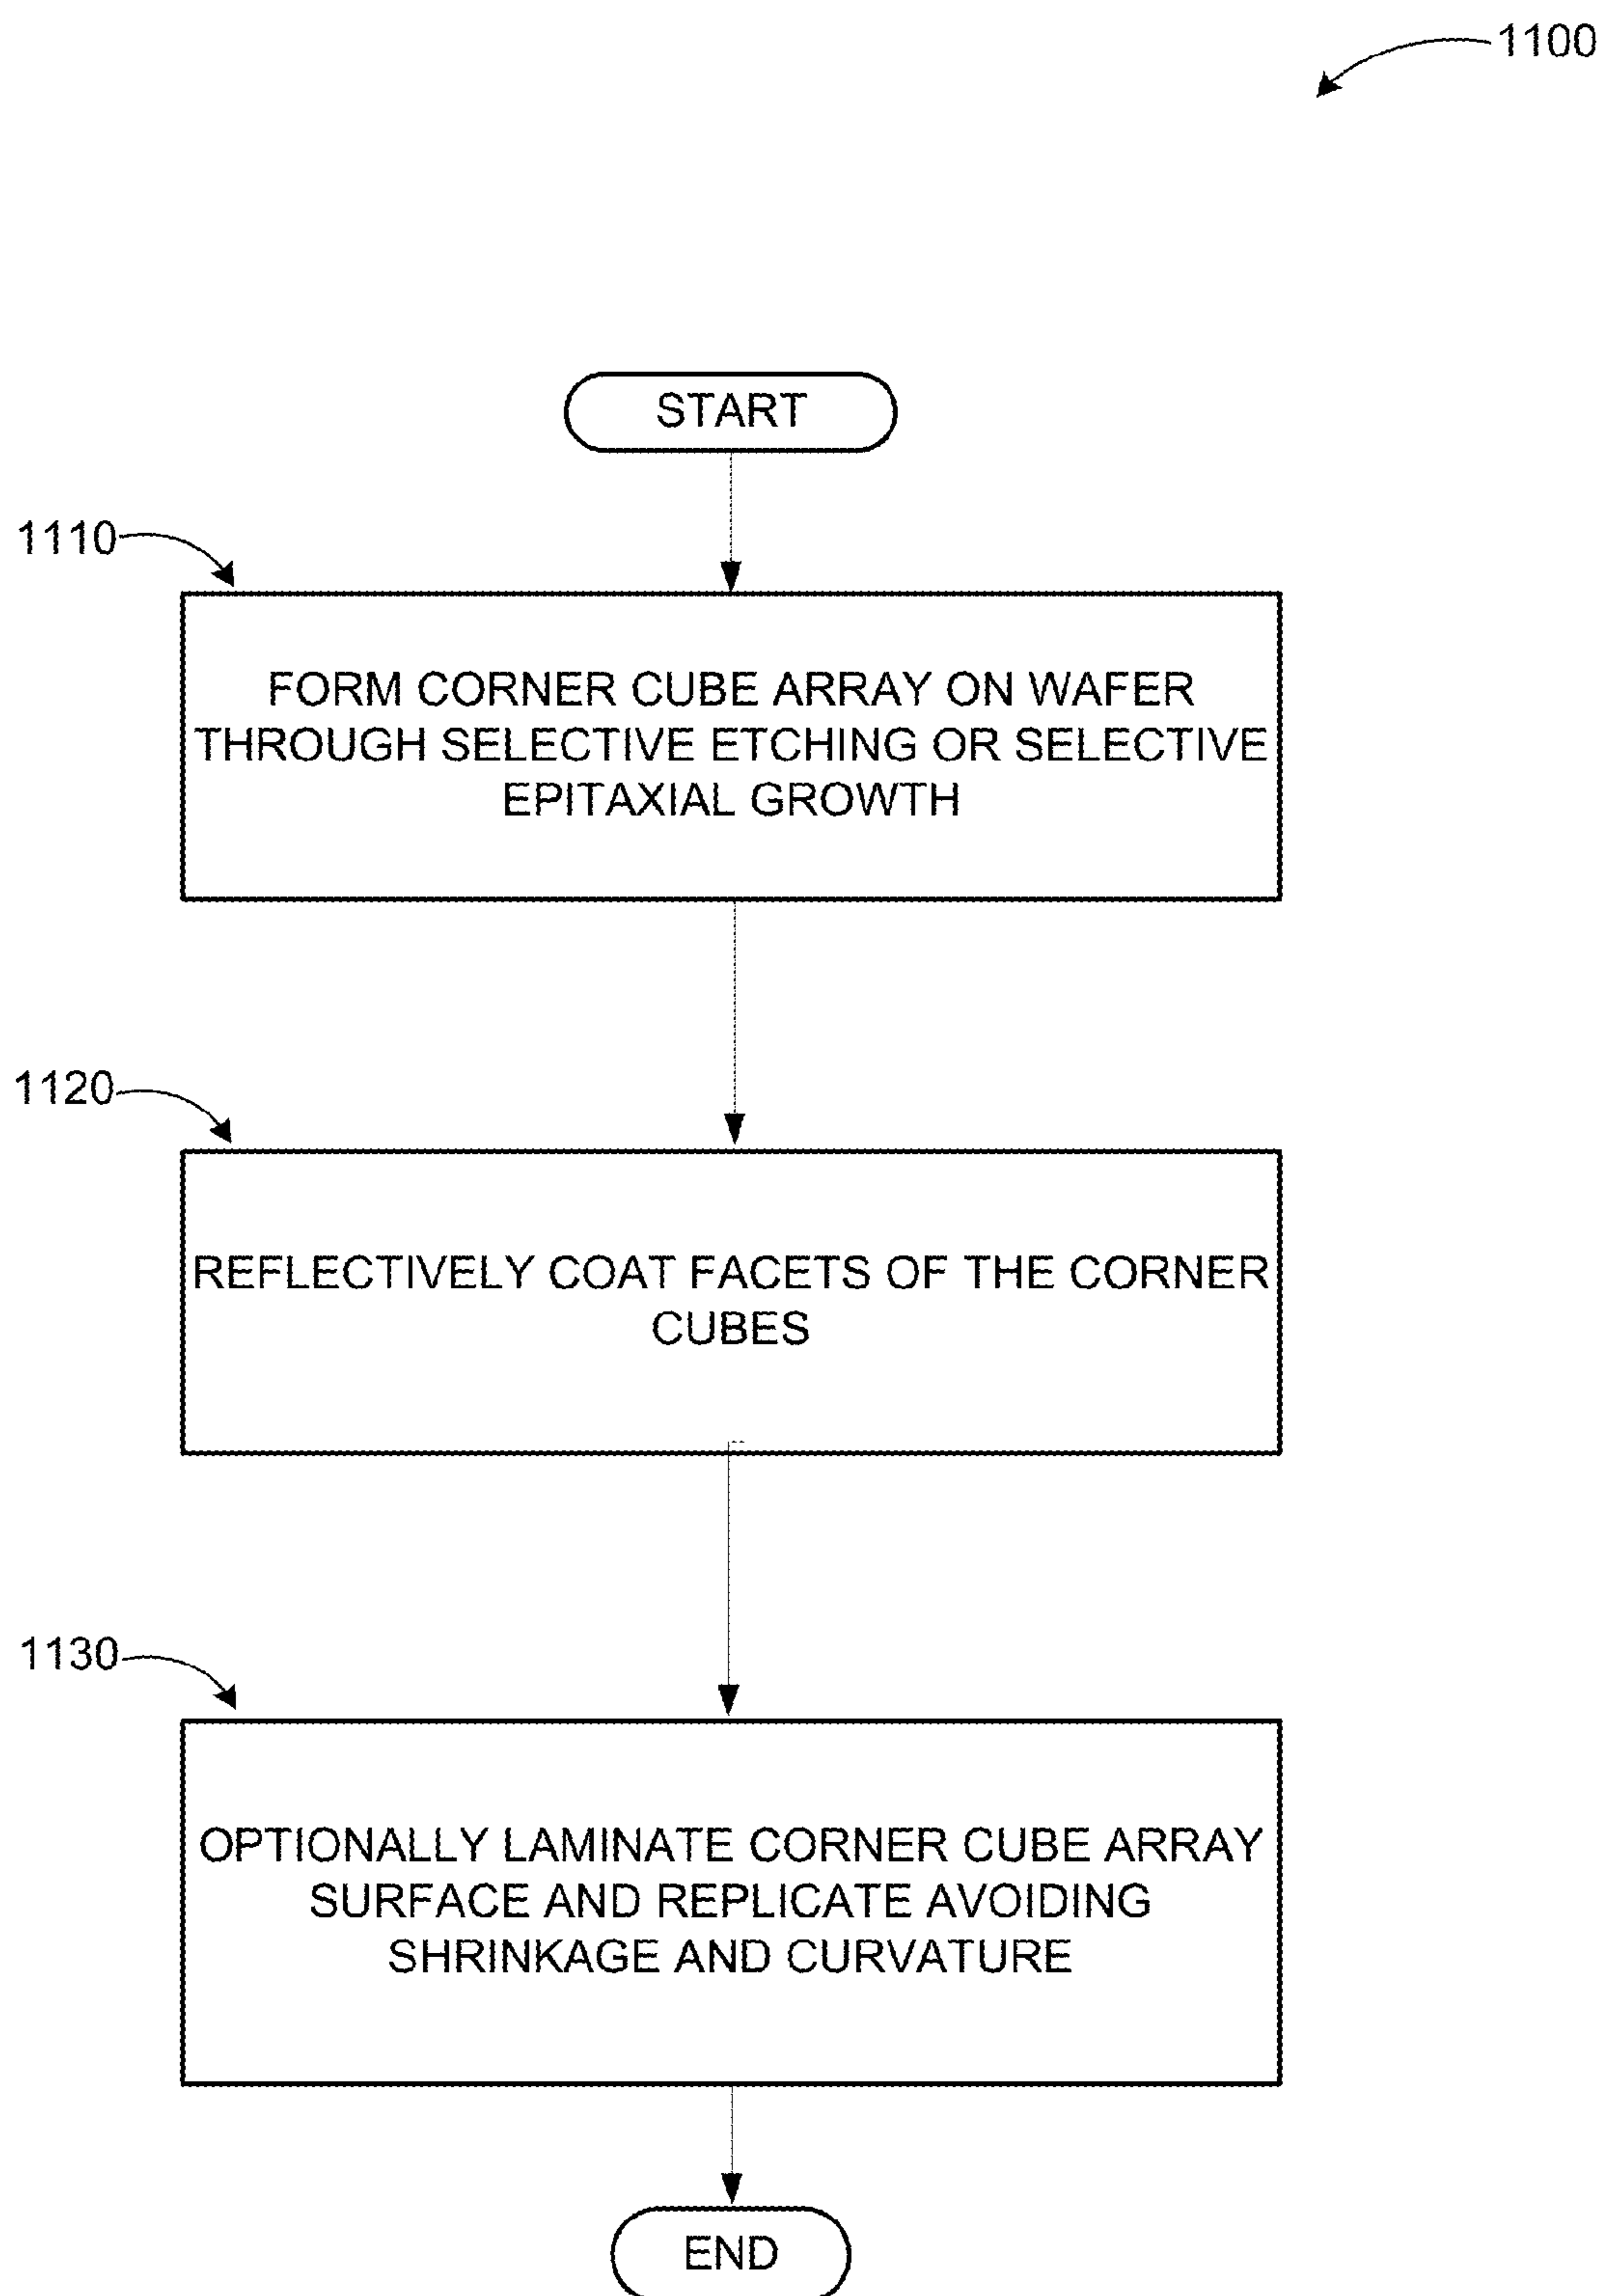 1100
START
1110
FORM CORNER CUBE ARRAY ON WAFER
THROUGH SELECTIVE ETCHING OR SELECTIVE
EPITAXIAL GROWTH
1120
REFLECTIVELY COAT FACETS OF THE CORNER
CUBES
1130
OPTIONALLY LAMINATE CORNER CUBE ARRAY
SURFACE AND REPLICATE AVOIDING
SHRINKAGE AND CURVATURE
END